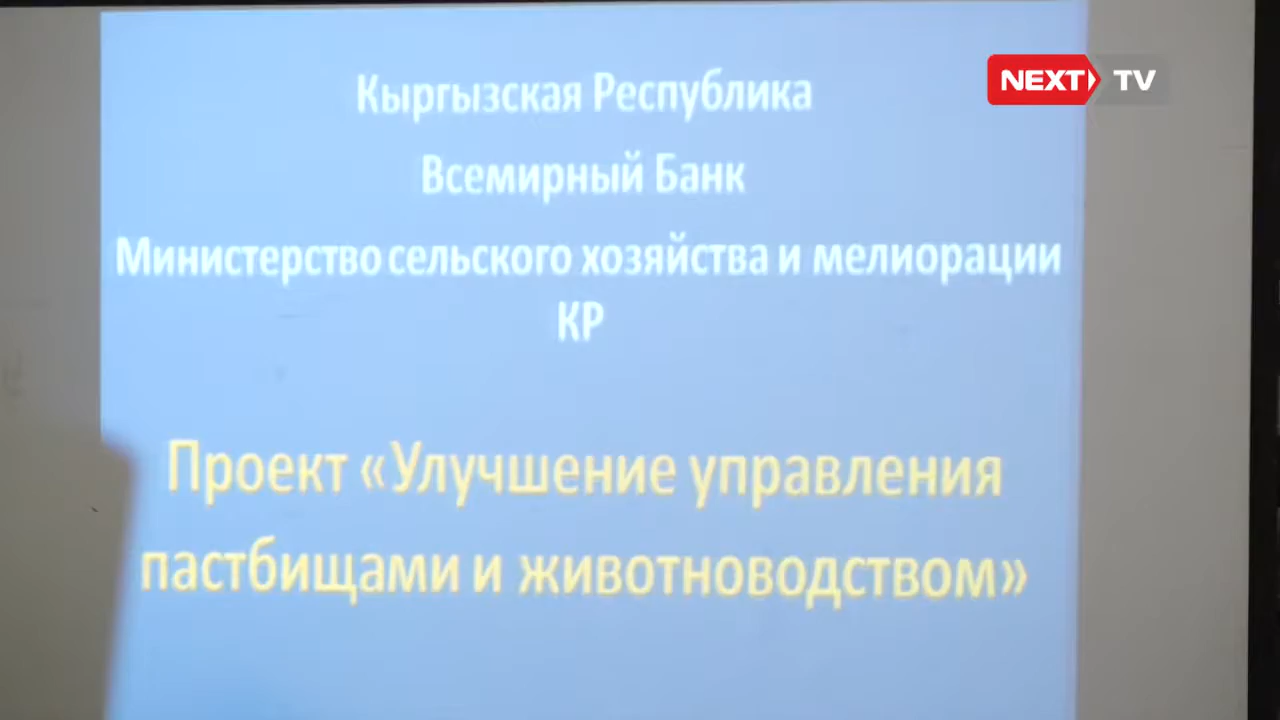 NEXT TV
Кыргызская Республика
Всемирный Банк
Министерство сельского хозяйства и мелиорации
КР
Проект «Улучшение управления
пастбищами и животноводством»